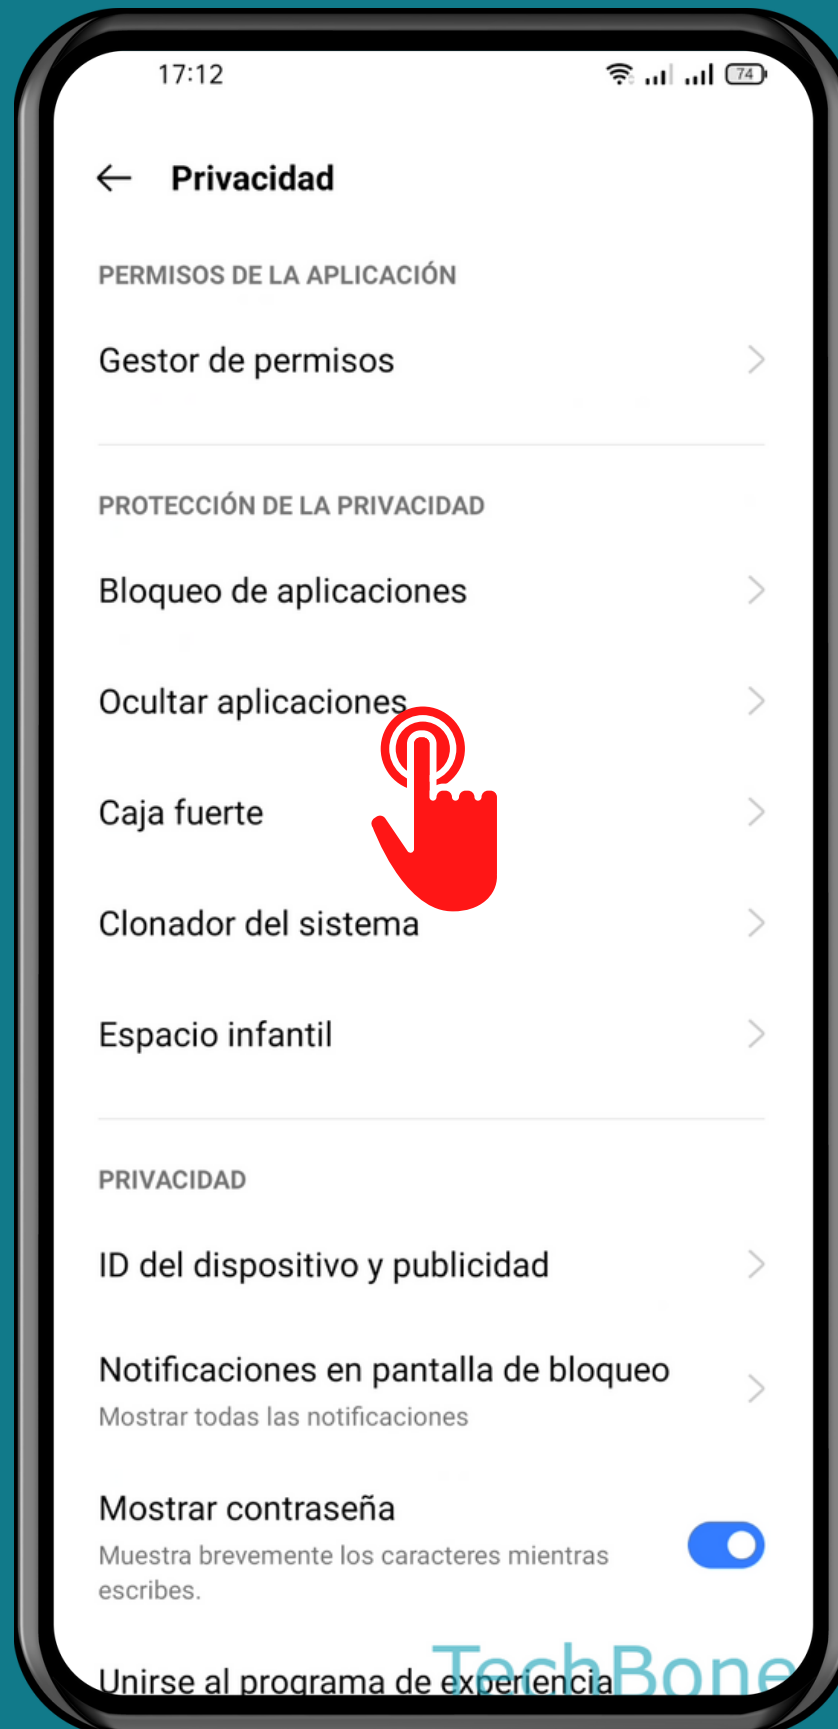 17:12
74
Privacidad
PERMISOS DE LA APLICACIÓN
Gestor de permisos
PROTECCIÓN DE LA PRIVACIDAD
Bloqueo de aplicaciones
Ocultar aplicaciones
Caja fuerte
Clonador del sistema
Espacio infantil
PRIVACIDAD
ID del dispositivo y publicidad
Notificaciones en pantalla de bloqueo
Mostrar todas las notificaciones
Mostrar contraseña
Muestra brevemente los caracteres mientras
escribes.
TechBone
Unirse al programa de experiencia